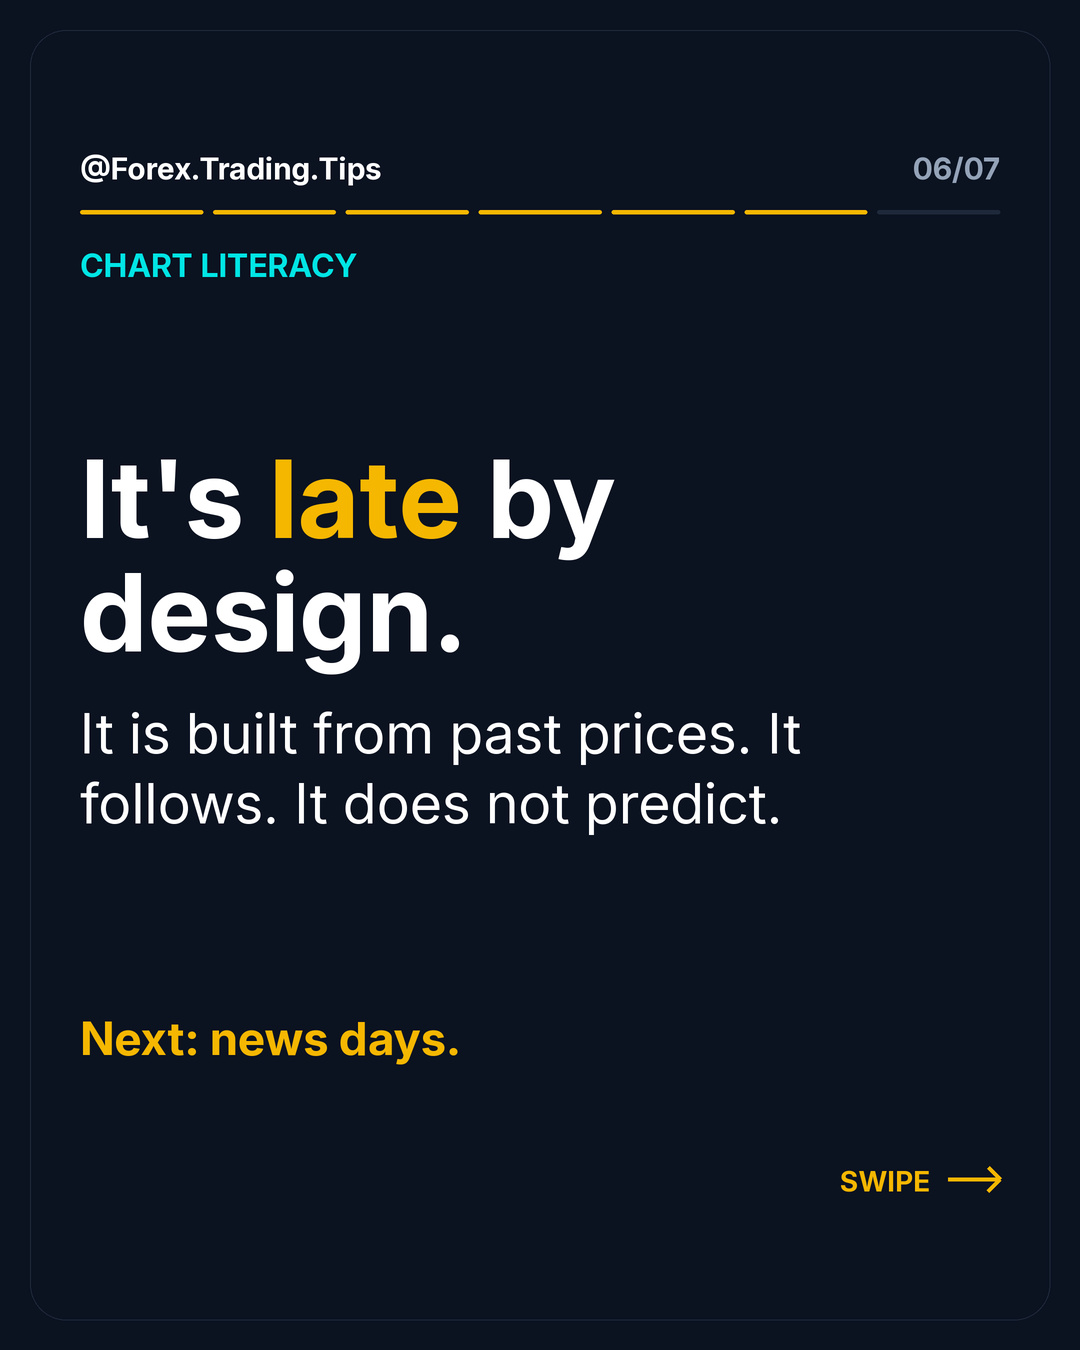 @Forex.Trading.Tips
06/07
CHART LITERACY
It's late by
design.
It is built from past prices. It
follows. It does not predict.
Next: news days.
SWIPE